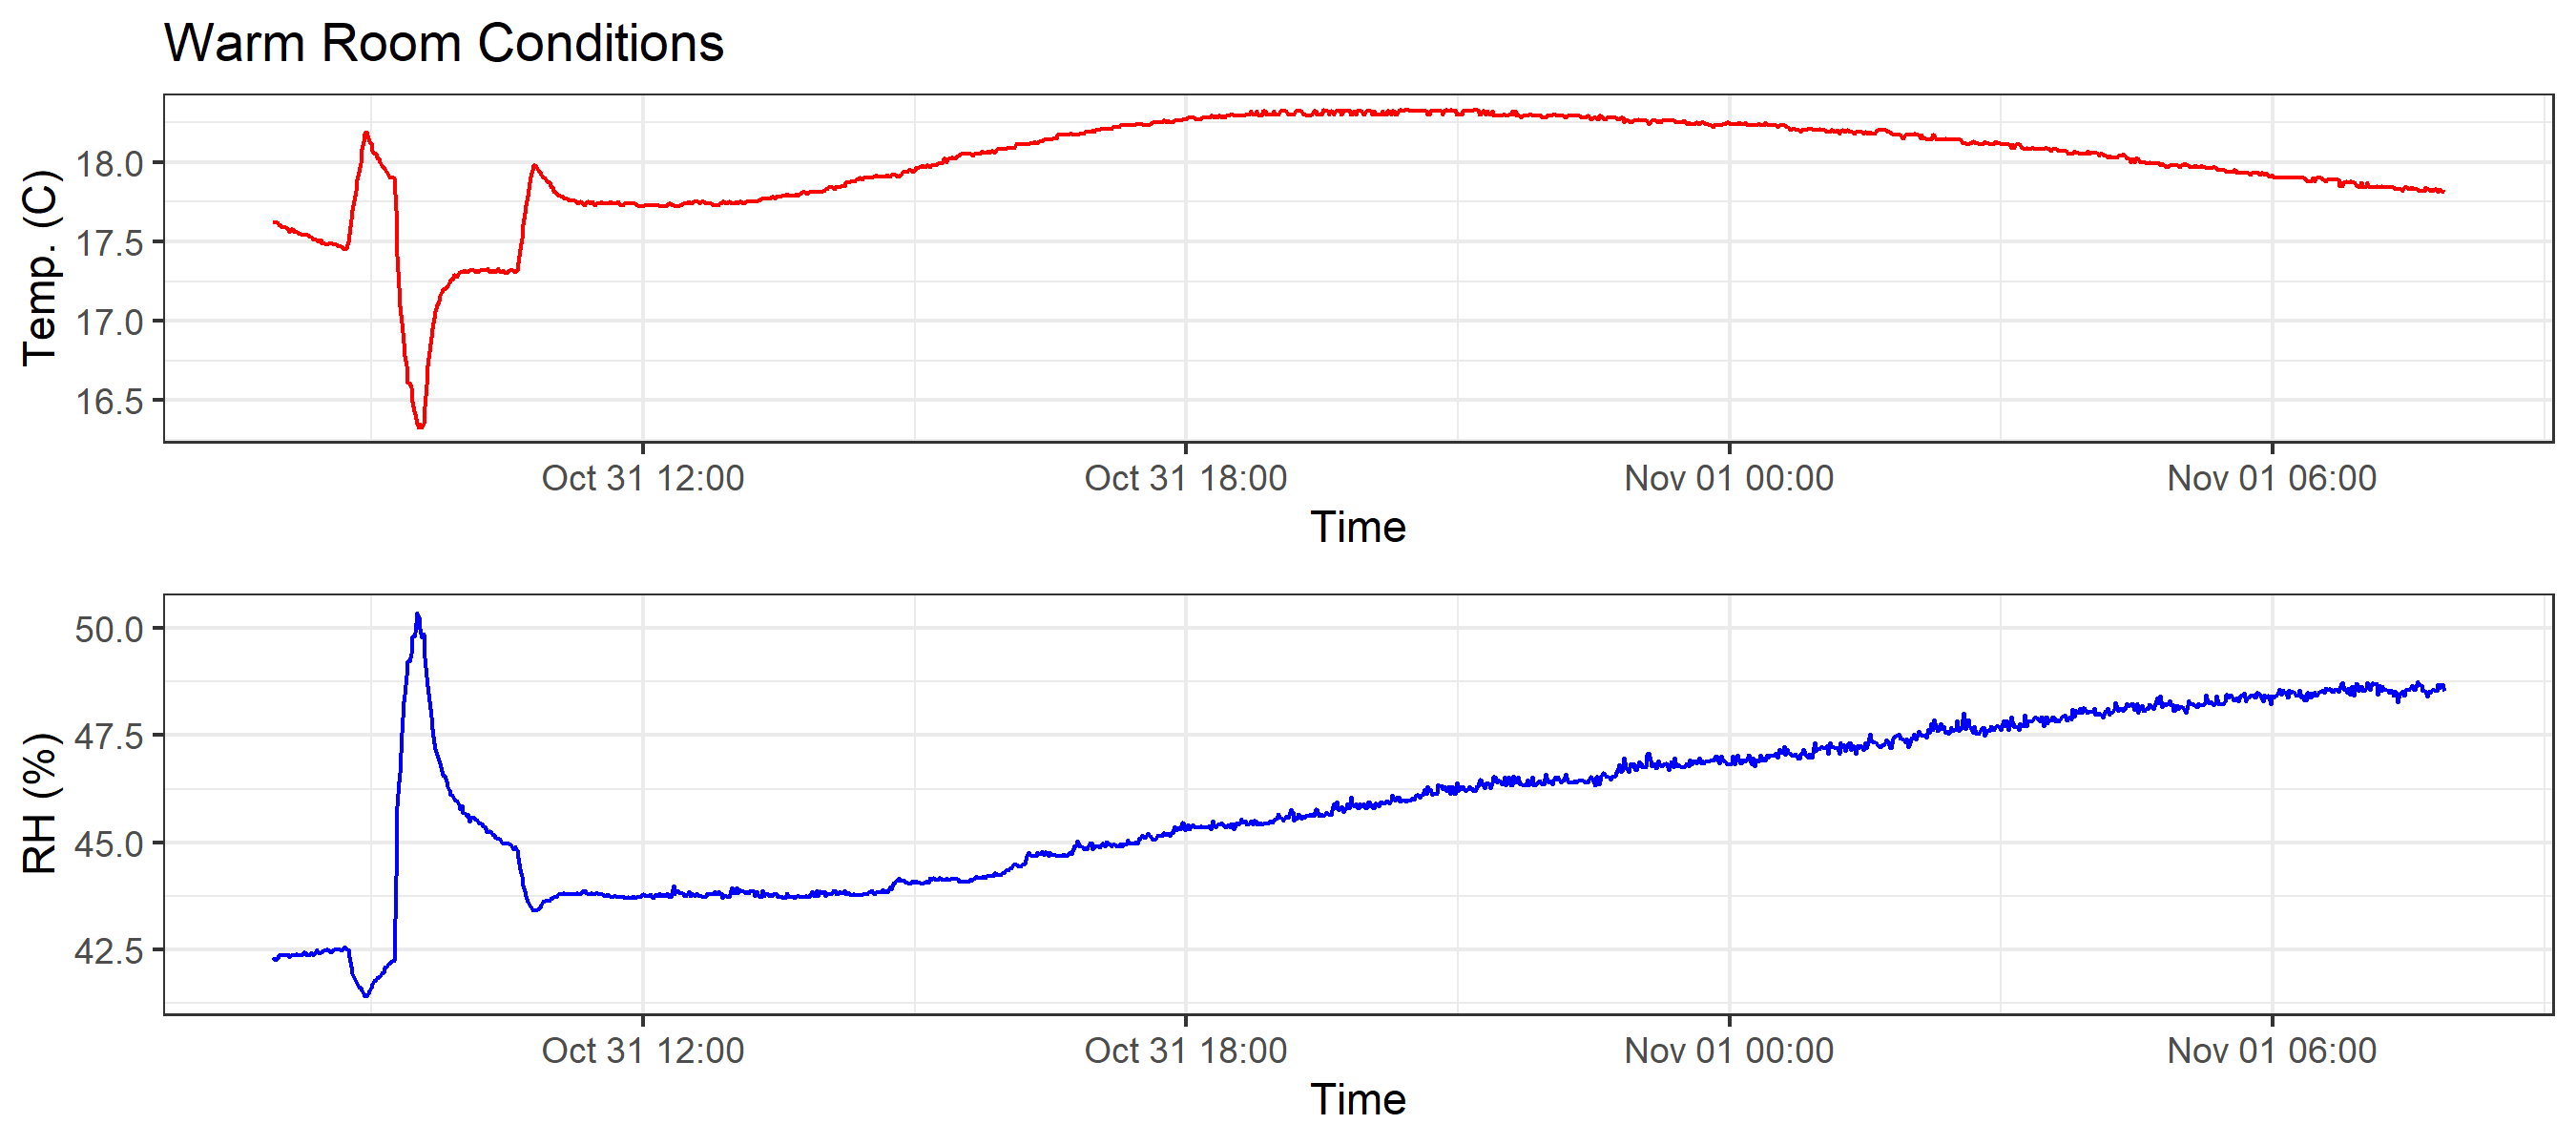 Warm Room Conditions
Temp. (C)
18.0
17.5
17.0
16.5
Oct 31 12:00 Oct 31 18:00 Nov 01 00:00 Nov 01 06:00
Time
RH (%)
50.0
47.5
45.0
42.5
Oct 31 12:00 Oct 31 18:00 Nov 01 00:00 Nov 01 06:00
Time